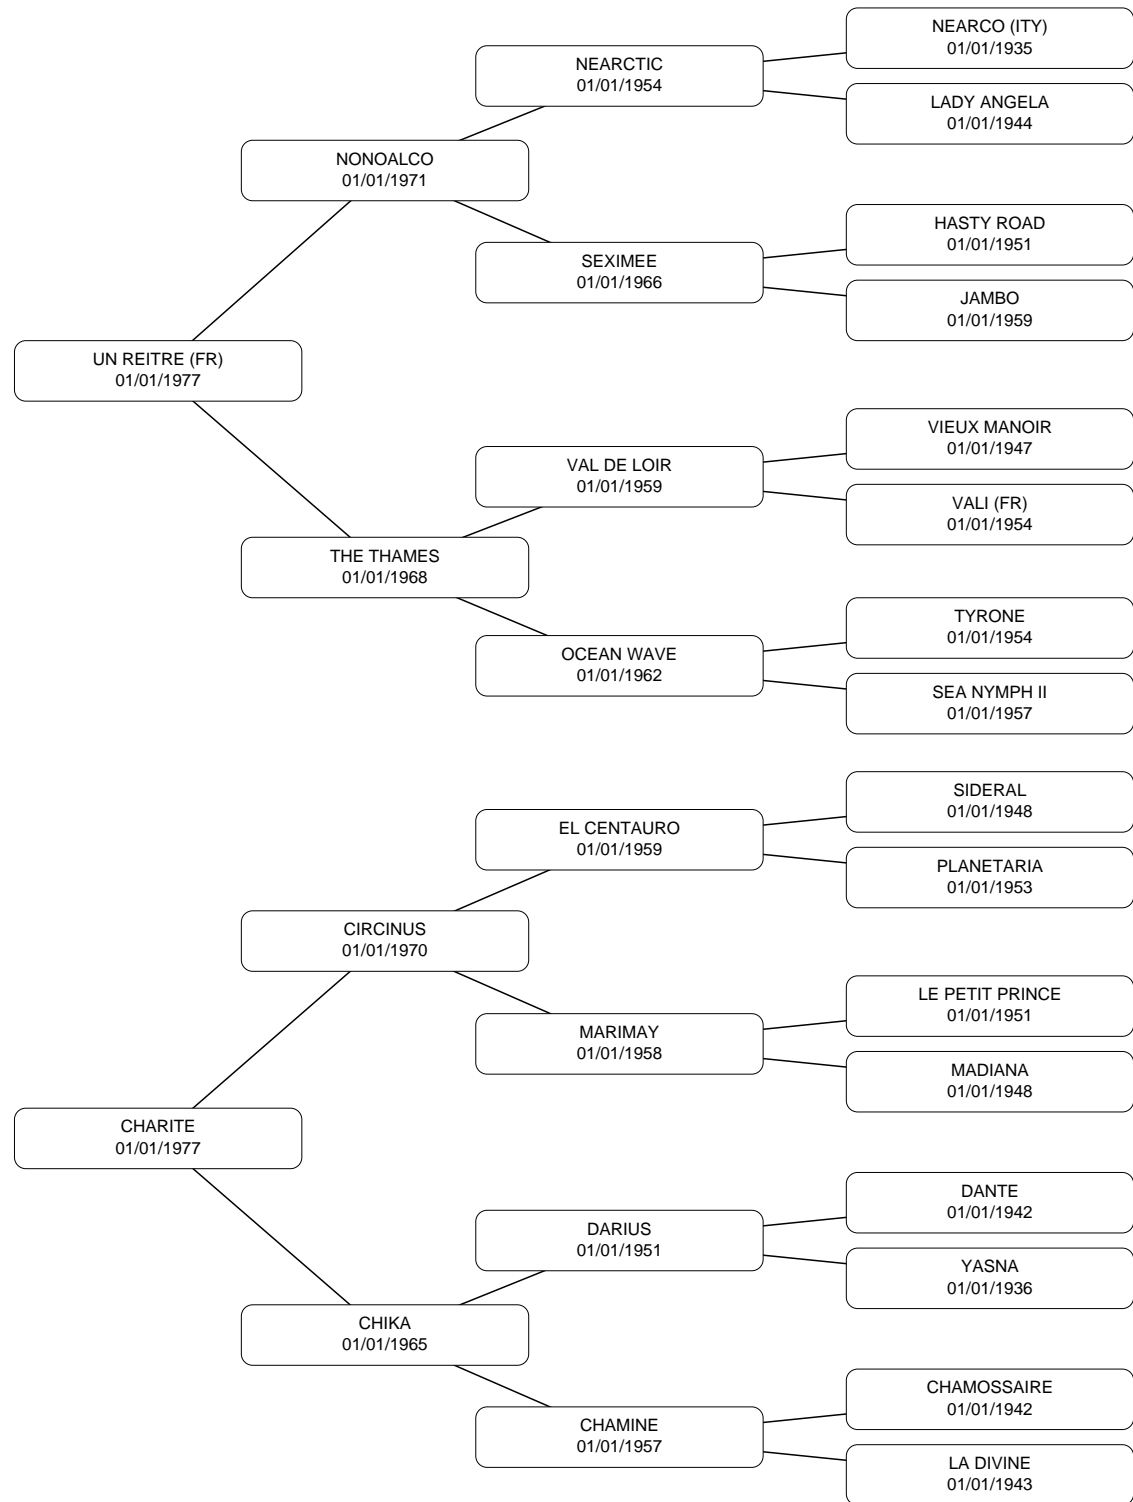 NEARCO (ITY)
01/01/1935
NEARCTIC
01/01/1954
LADY ANGELA
01/01/1944
NONOALCO
01/01/1971
HASTY ROAD
01/01/1951
SEXIMEE
01/01/1966
JAMBO
01/01/1959
UN REITRE (FR)
01/01/1977
VIEUX MANOIR
01/01/1947
VAL DE LOIR
01/01/1959
VALI (FR)
01/01/1954
THE THAMES
01/01/1968
TYRONE
01/01/1954
OCEAN WAVE
01/01/1962
SEA NYMPH II
01/01/1957
SIDERAL
01/01/1948
EL CENTAURO
01/01/1959
PLANETARIA
01/01/1953
CIRCINUS
01/01/1970
LE PETIT PRINCE
01/01/1951
MARIMAY
01/01/1958
MADIANA
01/01/1948
CHARITE
01/01/1977
DANTE
01/01/1942
DARIUS
01/01/1951
YASNA
01/01/1936
CHIKA
01/01/1965
CHAMOSSAIRE
01/01/1942
CHAMINE
01/01/1957
LA DIVINE
01/01/1943